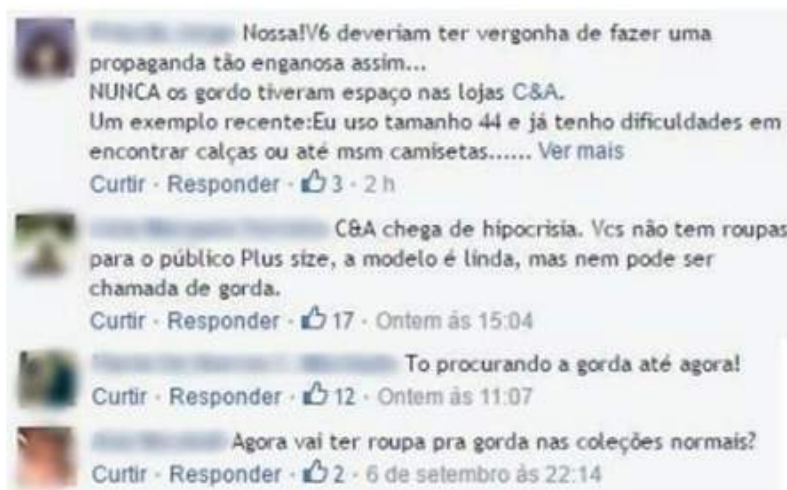 Nossa!V6 deveriam ter vergonha de fazer uma
propaganda tão enganosa assim...
NUNCA os gordo tiveram espaço nas lojas C&A.
Um exemplo recente:Eu uso tamanho 44 e já tenho dificuldades em
encontrar calças ou até msm camisetas...... Ver mais
Curtir · Responder · 3 · 2 h
C&A chega de hipocrisia. Vcs não tem roupas
para o público Plus size, a modelo é linda, mas nem pode ser
chamada de gorda.
Curtir · Responder · 17 · Ontem às 15:04
To procurando a gorda até agora!
Curtir · Responder · 12 · Ontem às 11:07
Agora vai ter roupa pra gorda nas coleções normais?
Curtir · Responder · 2 · 6 de setembro às 22:14